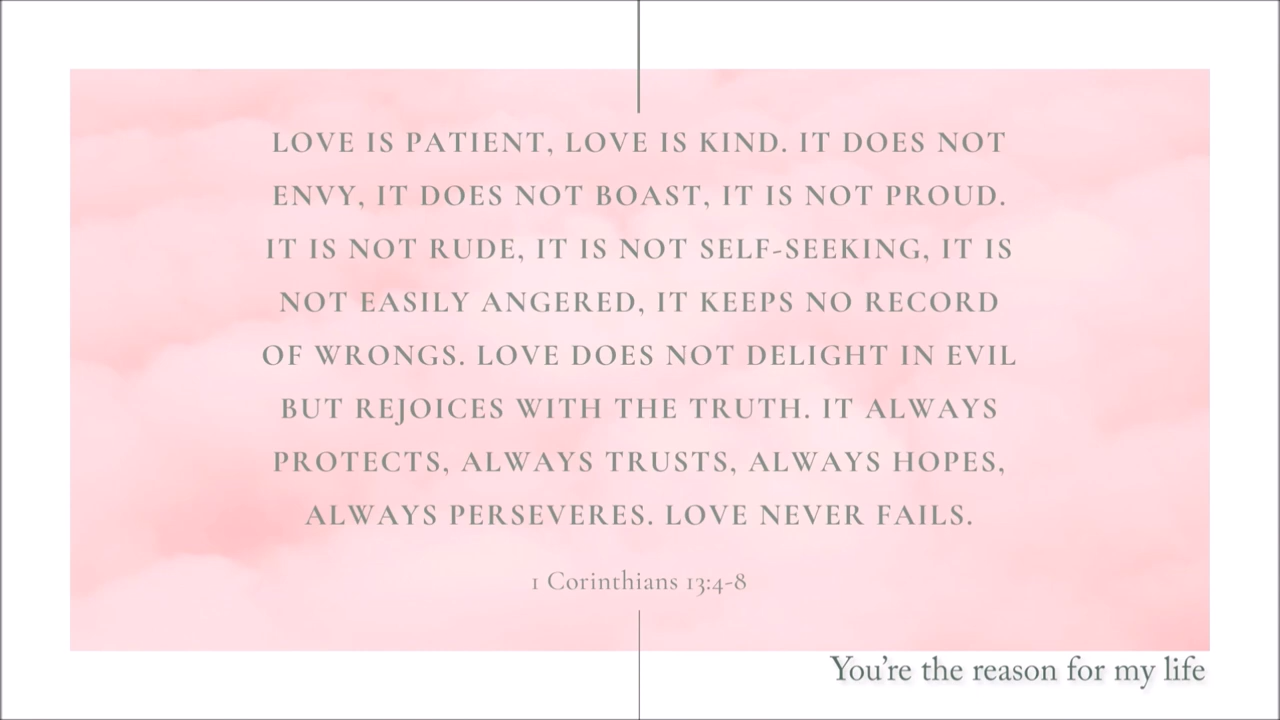 LOVE IS PATIENT, LOVE IS KIND. IT DOES NOT
ENVY, IT DOES NOT BOAST, IT IS NOT PROUD.
IT IS NOT RUDE, IT IS NOT SELF-SEEKING, IT IS
NOT EASILY ANGERED, IT KEEPS NO RECORD
OF WRONGS. LOVE DOES NOT DELIGHT IN EVIL
BUT REJOICES WITH THE TRUTH. IT ALWAYS
PROTECTS, ALWAYS TRUSTS, ALWAYS HOPES,
ALWAYS PERSEVERES. LOVE NEVER FAILS.
1 Corinthians 13:4-8
You’re the reason for my life